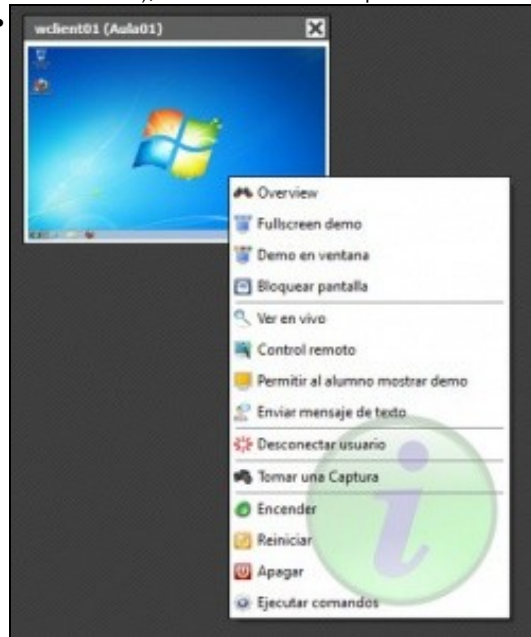 wclient01 (Aula01)
Overview
Fullscreen demo
Demo en ventana
Bloquear pantalla
Ver en vivo
Control remoto
Permitir al alumno mostrar demo
Enviar mensaje de texto
Desconectar usuario
Tomar una Captura
Encender
Reiniciar
Apagar
Ejecutar comandos